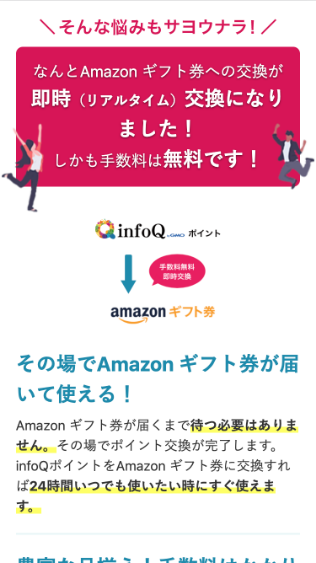 ＼ そんな悩みもサヨウナラ！ ／
なんとAmazon ギフト券への交換が
即時（リアルタイム）交換になり
ました！
しかも手数料は無料です！
infoQ by GMO ポイント
手数料無料
即時交換
amazon ギフト券
その場でAmazon ギフト券が届
いて使える！
Amazon ギフト券が届くまで待つ必要はありま
せん。その場でポイント交換が完了します。
infoQポイントをAmazon ギフト券に交換すれ
ば24時間いつでも使いたい時にすぐ使えま
す。